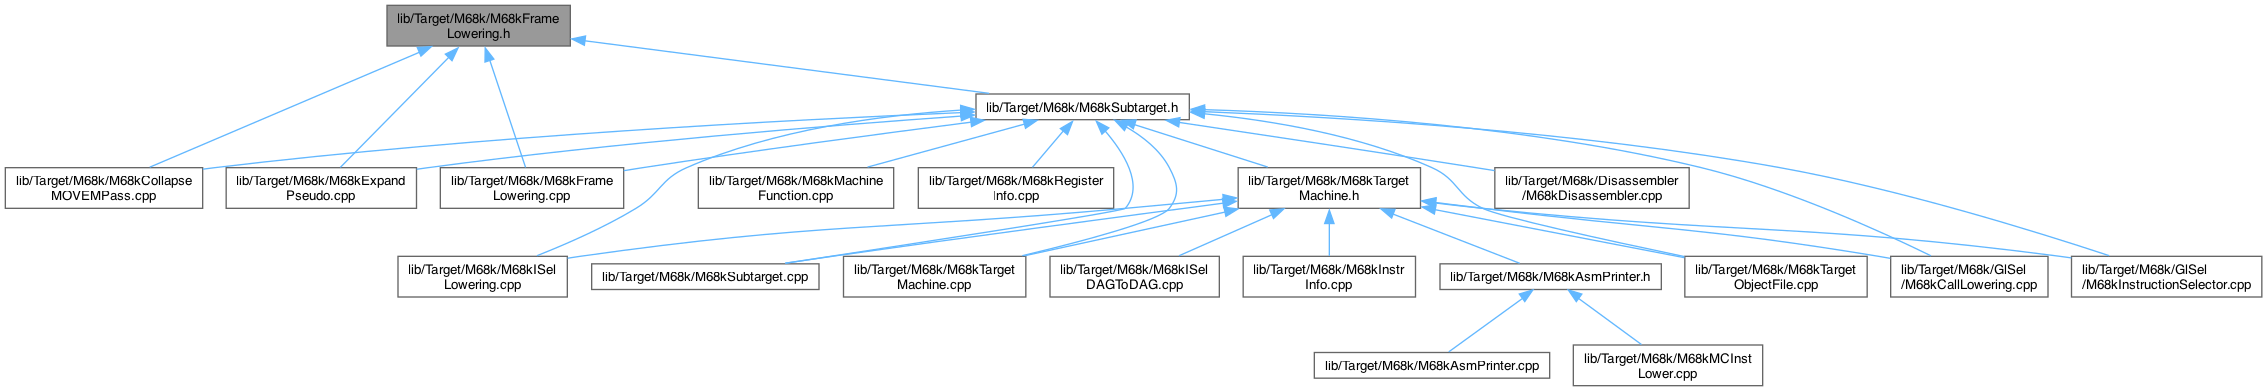 lib/Target/M68k/M68kFrame
Lowering.h
lib/Target/M68k/M68kSubtarget.h
lib/Target/M68k/M68kCollapse
MOVEMPass.cpp
lib/Target/M68k/M68kExpand
Pseudo.cpp
lib/Target/M68k/M68kFrame
Lowering.cpp
lib/Target/M68k/M68kMachine
Function.cpp
lib/Target/M68k/M68kRegister
Info.cpp
lib/Target/M68k/M68kTarget
Machine.h
lib/Target/M68k/Disassembler
/M68kDisassembler.cpp
lib/Target/M68k/M68kISel
Lowering.cpp
lib/Target/M68k/M68kSubtarget.cpp
lib/Target/M68k/M68kTarget
Machine.cpp
lib/Target/M68k/M68kISel
DAGToDAG.cpp
lib/Target/M68k/M68kInstr
Info.cpp
lib/Target/M68k/M68kAsmPrinter.h
lib/Target/M68k/M68kTarget
ObjectFile.cpp
lib/Target/M68k/GISel
/M68kCallLowering.cpp
lib/Target/M68k/GISel
/M68kInstructionSelector.cpp
lib/Target/M68k/M68kAsmPrinter.cpp
lib/Target/M68k/M68kMCInst
Lower.cpp